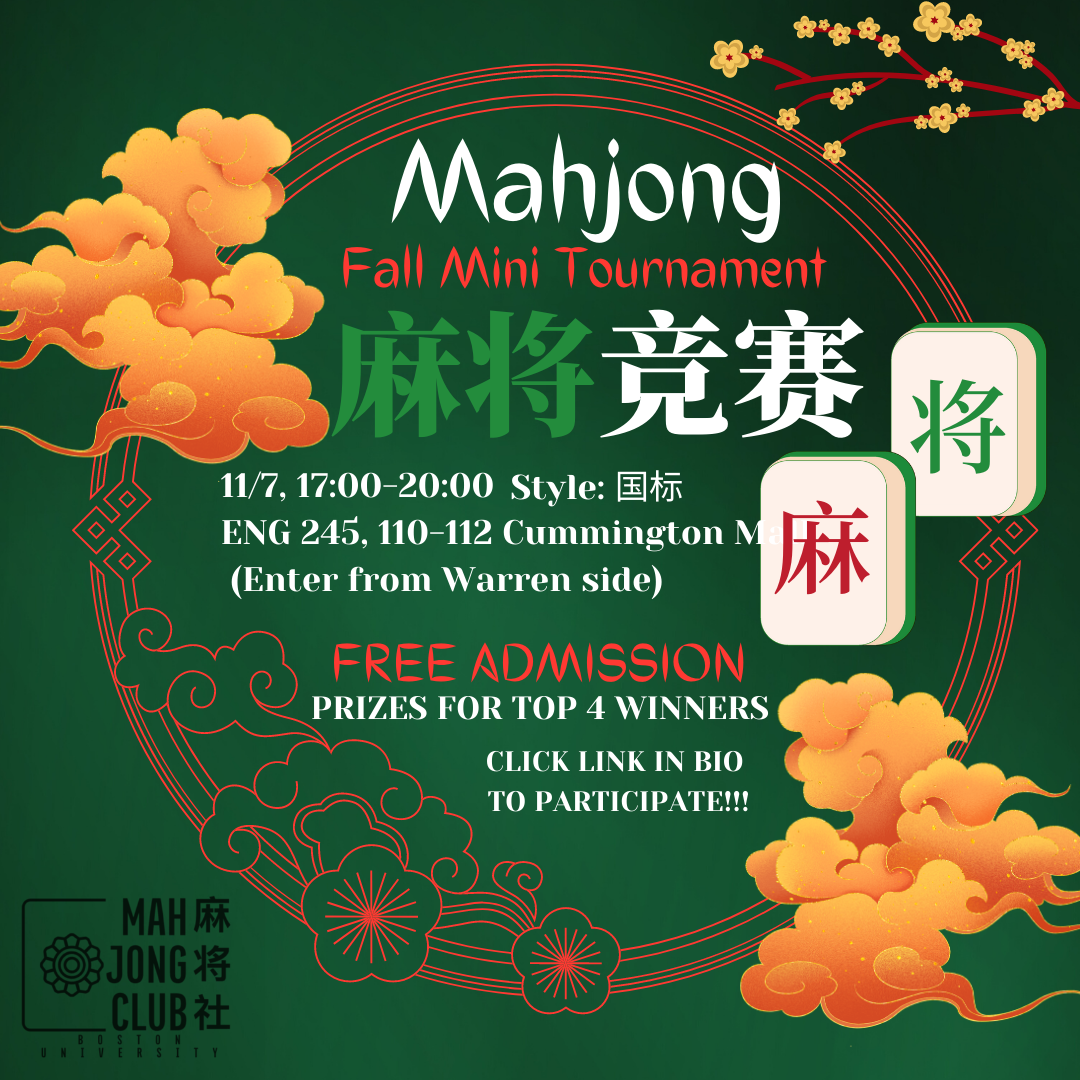 Mahjong
Fall Mini Tournament
麻将竞赛
将
11/7, 17:00-20:00 Style: 国标
ENG 245, 110-112 Cummington
麻
(Enter from Warren side)
FREE ADMISSION
PRIZES FOR TOP 4 WINNERS
CLICK LINK IN BIO
TO PARTICIPATE!!!
MAH 麻
JONG 将
CLUB 社
BOSTON
UNIVERSITY